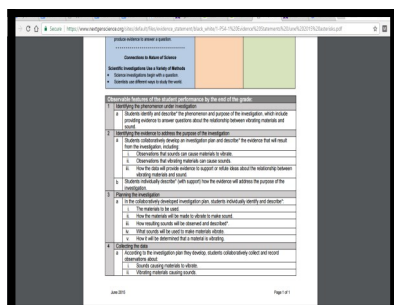 Secure
https://www.nextgenscience.org/sites/default/files/evidence_statement/black_white/1-PS4-1%20Evidence%20Statements%20June%202015%20asterisks.pdf
produce evidence to answer a question.
Connections to Nature of Science
Scientific Investigations Use a Variety of Methods
• Science investigations begin with a question.
• Scientists use different ways to study the world.
Observable features of the student performance by the end of the grade:
1 Identifying the phenomenon under investigation
a Students identify and describe* the phenomenon and purpose of the investigation, which include
providing evidence to answer questions about the relationship between vibrating materials and
sound.
2 Identifying the evidence to address the purpose of the investigation
a Students collaboratively develop an investigation plan and describe* the evidence that will result
from the investigation, including:
i. Observations that sounds can cause materials to vibrate.
ii. Observations that vibrating materials can cause sounds.
iii. How the data will provide evidence to support or refute ideas about the relationship between
vibrating materials and sound.
b Students individually describe* (with support) how the evidence will address the purpose of the
investigation.
3 Planning the investigation
a In the collaboratively developed investigation plan, students individually identify and describe*:
i. The materials to be used.
ii. How the materials will be made to vibrate to make sound.
iii. How resulting sounds will be observed and described*.
iv. What sounds will be used to make materials vibrate.
v. How it will be determined that a material is vibrating.
4 Collecting the data
a According to the investigation plan they develop, students collaboratively collect and record
observations about:
i. Sounds causing materials to vibrate.
ii. Vibrating materials causing sounds.
June 2015 Page 1 of 1